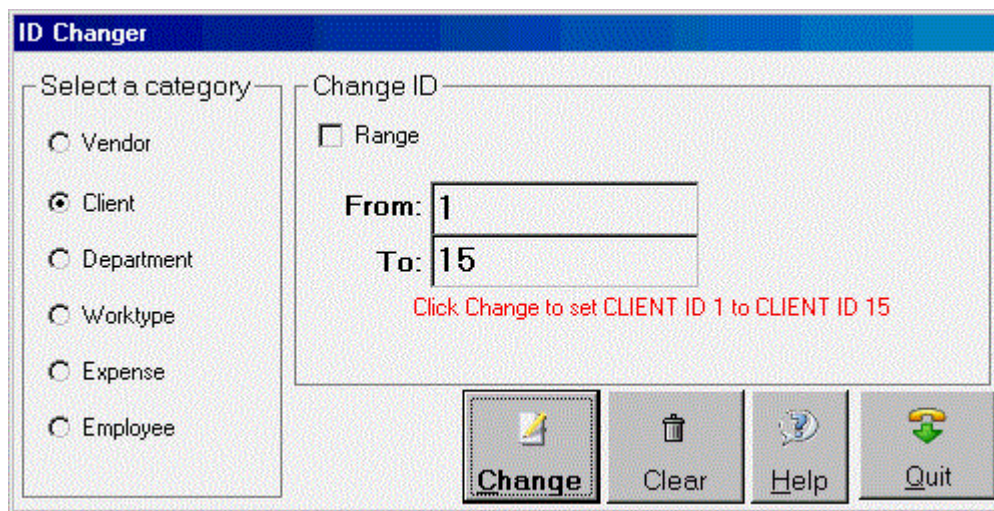 ID Changer
Select a category
Vendor
Client
Department
Worktype
Expense
Employee
Change ID
Range
From: 1
To: 15
Click Change to set CLIENT ID 1 to CLIENT ID 15
Change
Clear
Help
Quit